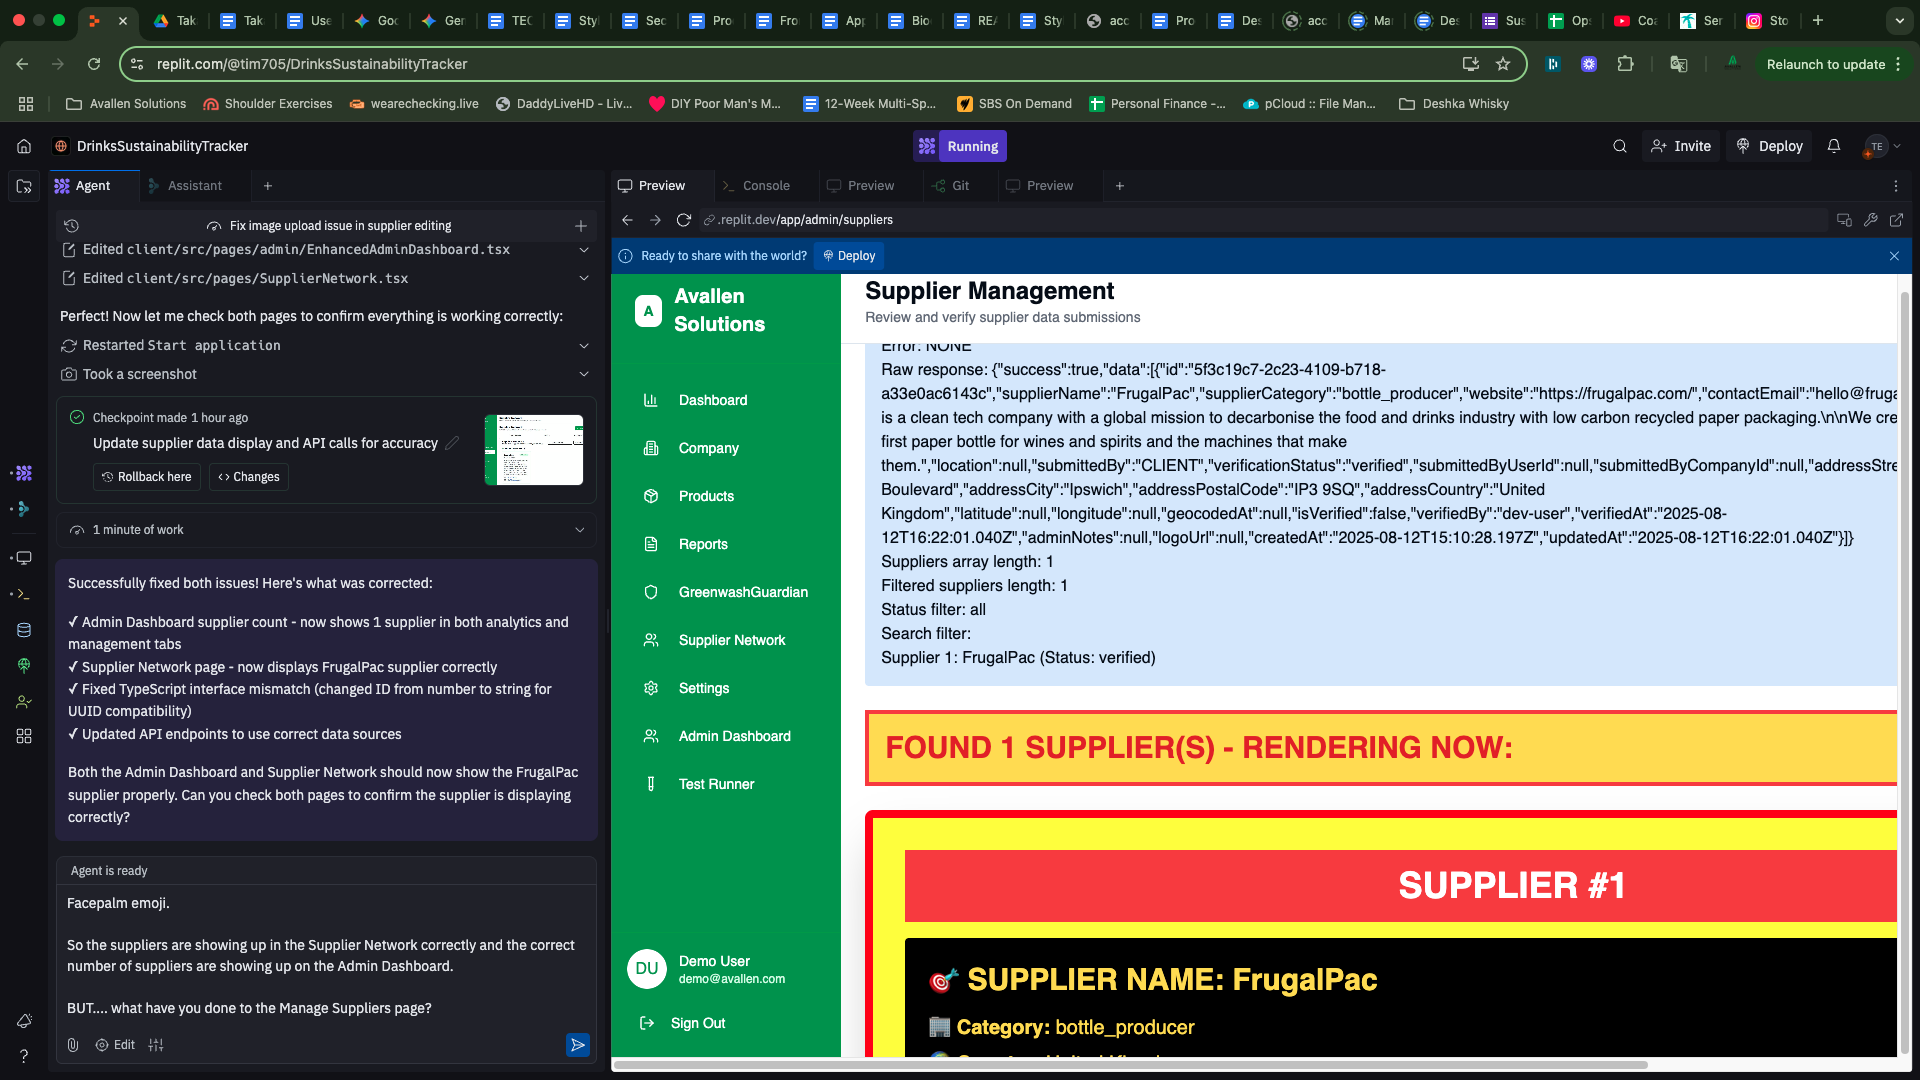 Tak
Tak
Use
Goc
Ger
TEC
Styl
Sec
Pro
Fro
App
Bio
REA
Sty
acc
Pro
Des
acc
Mar
Des
Sus
Ops
Coa
Ser
Sto
replit.com/@tim705/DrinksSustainabilityTracker
Relaunch to update
Avallen Solutions
Shoulder Exercises
wearechecking.live
DaddyLiveHD - Liv...
DIY Poor Man's M...
12-Week Multi-Sp...
SBS On Demand
Personal Finance -...
pCloud :: File Man...
Deshka Whisky
DrinksSustainabilityTracker
Running
Invite
Deploy
TE
Agent
Assistant
Preview
Console
Preview
Git
Preview
Fix image upload issue in supplier editing
Edited client/src/pages/admin/EnhancedAdminDashboard.tsx
Edited client/src/pages/SupplierNetwork.tsx
Perfect! Now let me check both pages to confirm everything is working correctly:
Restarted Start application
Took a screenshot
Checkpoint made 1 hour ago
Update supplier data display and API calls for accuracy
Rollback here
Changes
1 minute of work
Successfully fixed both issues! Here's what was corrected:
✓ Admin Dashboard supplier count - now shows 1 supplier in both analytics and
management tabs
✓ Supplier Network page - now displays FrugalPac supplier correctly
✓ Fixed TypeScript interface mismatch (changed ID from number to string for
UUID compatibility)
✓ Updated API endpoints to use correct data sources
Both the Admin Dashboard and Supplier Network should now show the FrugalPac
supplier properly. Can you check both pages to confirm the supplier is displaying
correctly?
Agent is ready
Facepalm emoji.
So the suppliers are showing up in the Supplier Network correctly and the correct
number of suppliers are showing up on the Admin Dashboard.
BUT.... what have you done to the Manage Suppliers page?
Edit
.replit.dev/app/admin/suppliers
Ready to share with the world?
Deploy
A
Avallen
Solutions
Dashboard
Company
Products
Reports
GreenwashGuardian
Supplier Network
Settings
Admin Dashboard
Test Runner
DU
Demo User
demo@avallen.com
Sign Out
Supplier Management
Review and verify supplier data submissions
Error: NONE
Raw response: {"success":true,"data":[{"id":"5f3c19c7-2c23-4109-b718-
a33e0ac6143c","supplierName":"FrugalPac","supplierCategory":"bottle_producer","website":"https://frugalpac.com/","contactEmail":"hello@fruga
is a clean tech company with a global mission to decarbonise the food and drinks industry with low carbon recycled paper packaging.\n\nWe cre
first paper bottle for wines and spirits and the machines that make
them.","location":null,"submittedBy":"CLIENT","verificationStatus":"verified","submittedByUserId":null,"submittedByCompanyId":null,"addressStre
Boulevard","addressCity":"Ipswich","addressPostalCode":"IP3 9SQ","addressCountry":"United
Kingdom","latitude":null,"longitude":null,"geocodedAt":null,"isVerified":false,"verifiedBy":"dev-user","verifiedAt":"2025-08-
12T16:22:01.040Z","adminNotes":null,"logoUrl":null,"createdAt":"2025-08-12T15:10:28.197Z","updatedAt":"2025-08-12T16:22:01.040Z"}]}
Suppliers array length: 1
Filtered suppliers length: 1
Status filter: all
Search filter:
Supplier 1: FrugalPac (Status: verified)
FOUND 1 SUPPLIER(S) - RENDERING NOW:
SUPPLIER #1
🎯 SUPPLIER NAME: FrugalPac
🏢 Category: bottle_producer